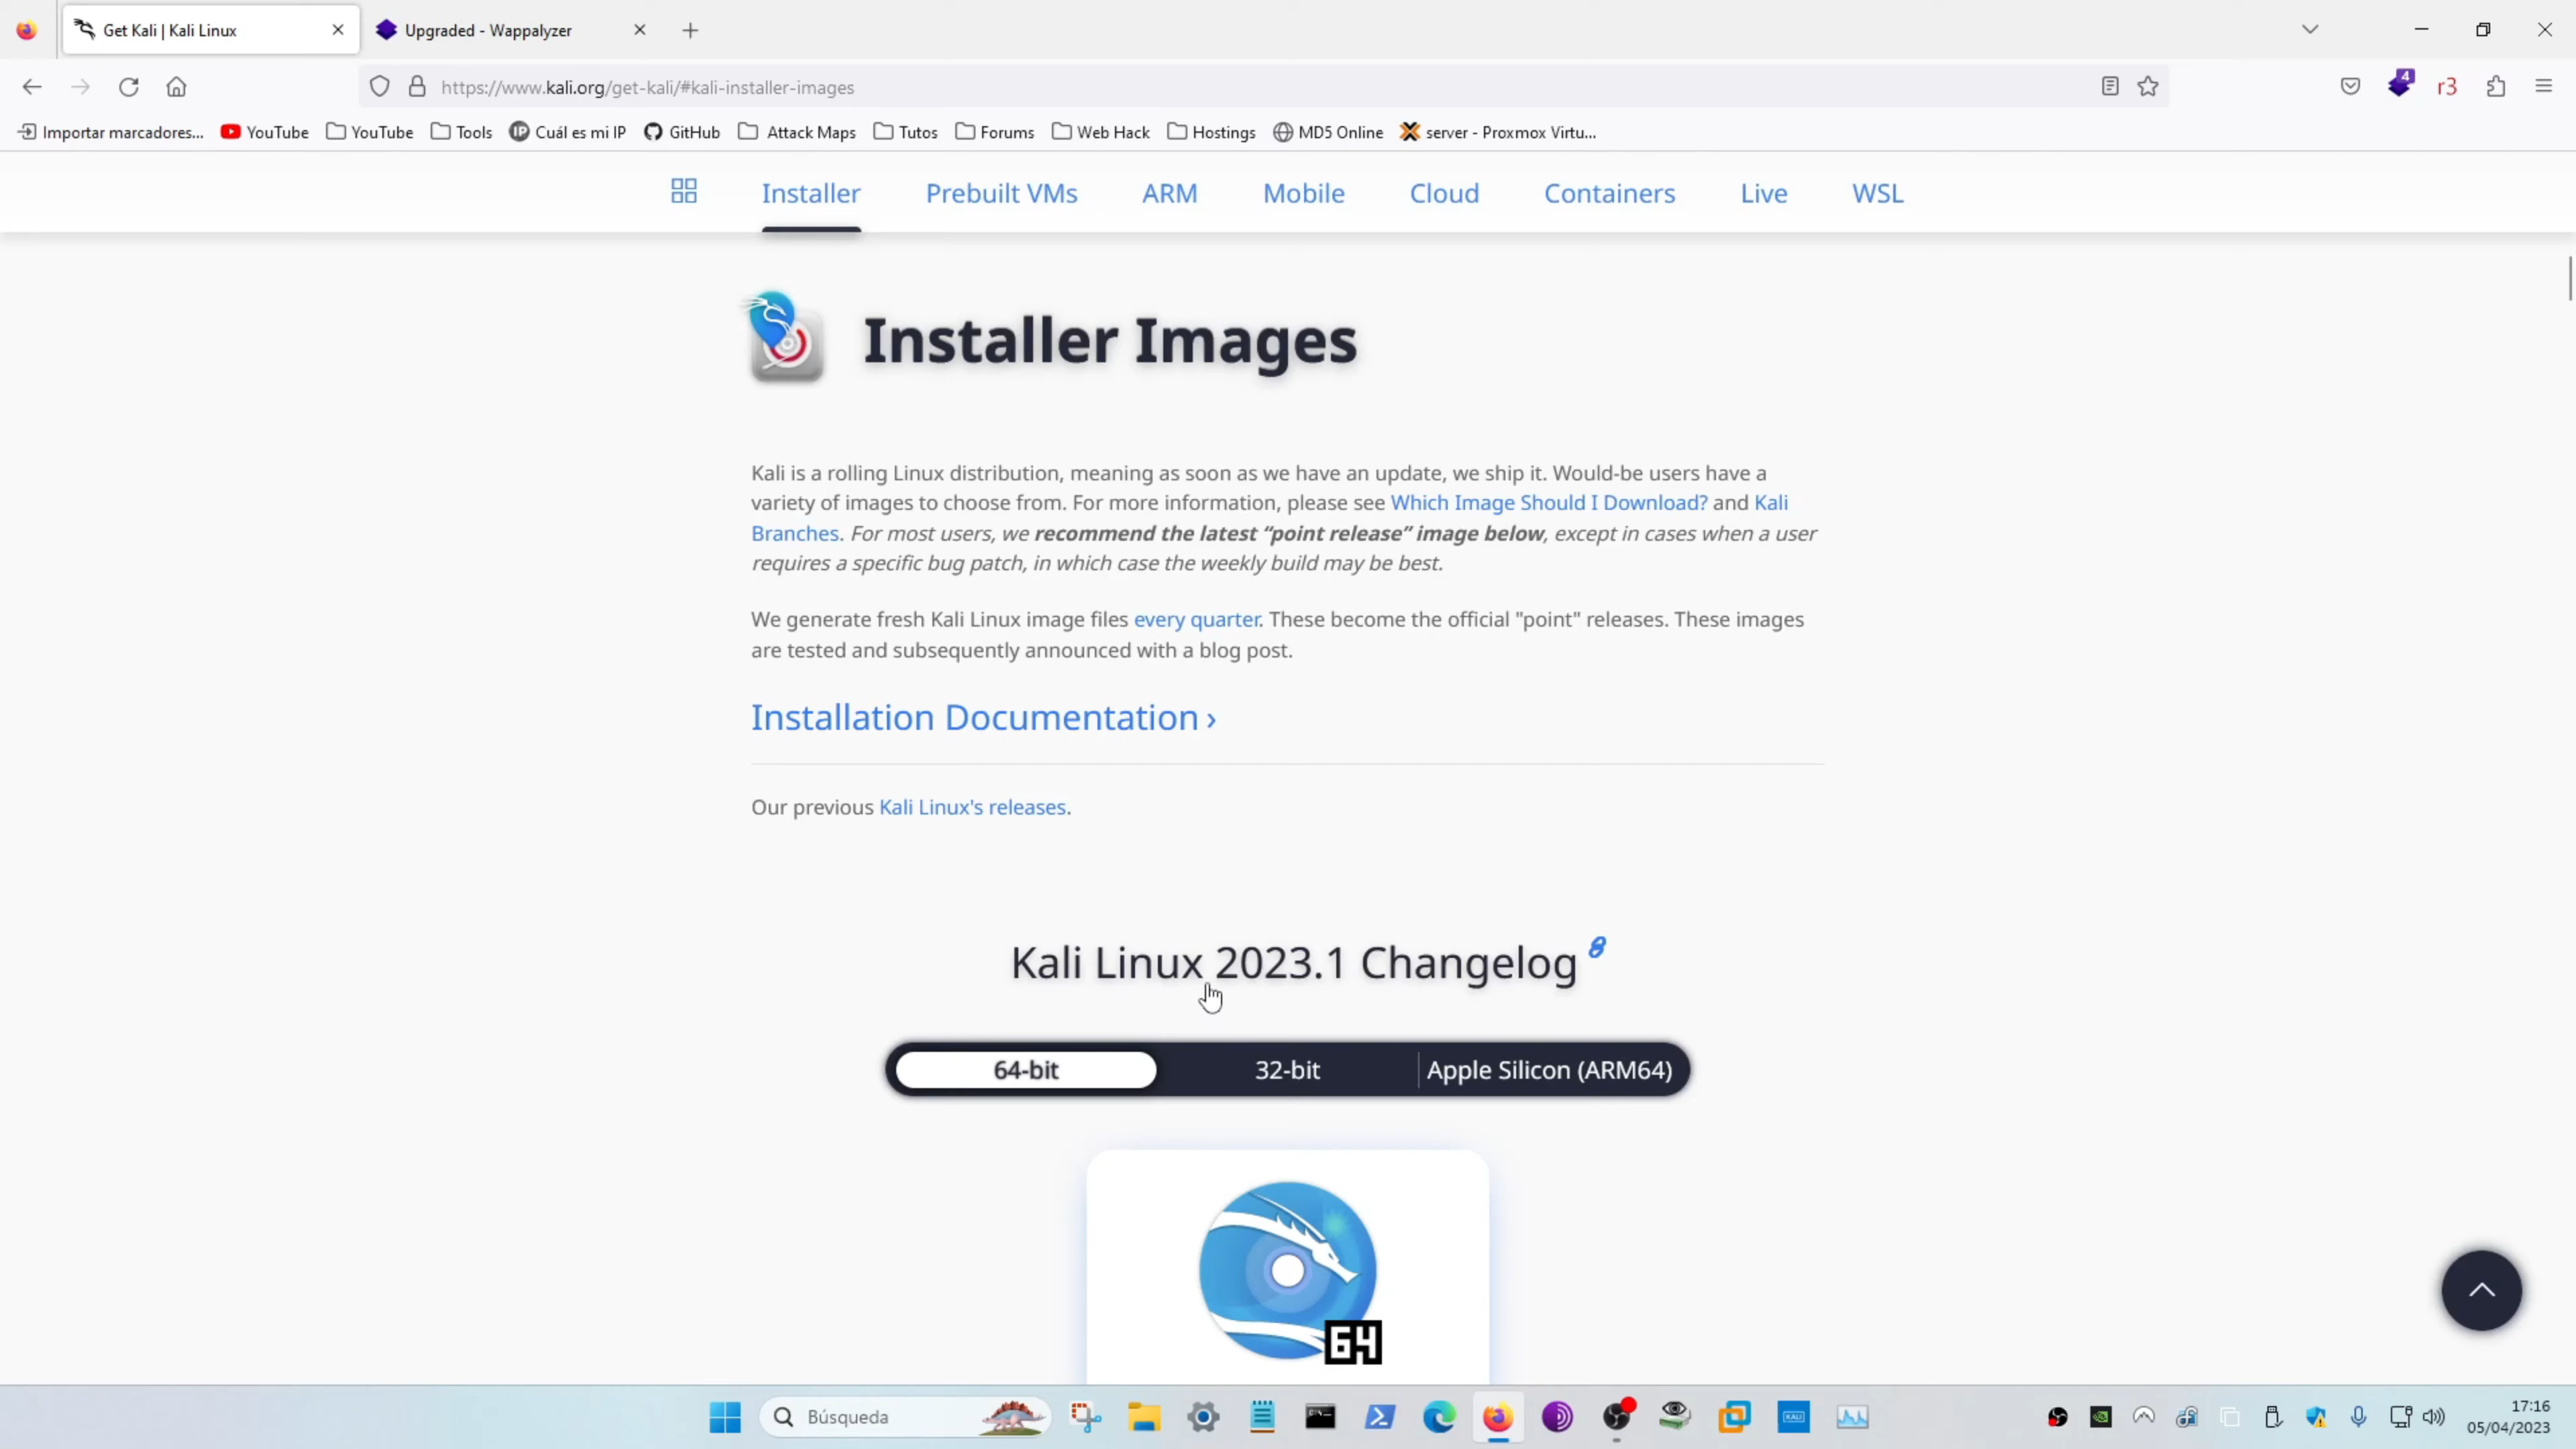 Get Kali | Kali Linux
Upgraded - Wappalyzer
https://www.kali.org/get-kali/#kali-installer-images
4
r3
Importar marcadores...
YouTube
YouTube
Tools
IP
Cuál es mi IP
GitHub
Attack Maps
Tutos
Forums
Web Hack
Hostings
MD5 Online
server - Proxmox Virtu...
Installer
Prebuilt VMs
ARM
Mobile
Cloud
Containers
Live
WSL
Installer Images
Kali is a rolling Linux distribution, meaning as soon as we have an update, we ship it. Would-be users have a
variety of images to choose from. For more information, please see Which Image Should I Download? and Kali
Branches. For most users, we recommend the latest “point release” image below, except in cases when a user
requires a specific bug patch, in which case the weekly build may be best.
We generate fresh Kali Linux image files every quarter. These become the official "point" releases. These images
are tested and subsequently announced with a blog post.
Installation Documentation ›
Our previous Kali Linux's releases.
Kali Linux 2023.1 Changelog
64-bit
32-bit
Apple Silicon (ARM64)
64
Búsqueda
KALI
17:16
05/04/2023